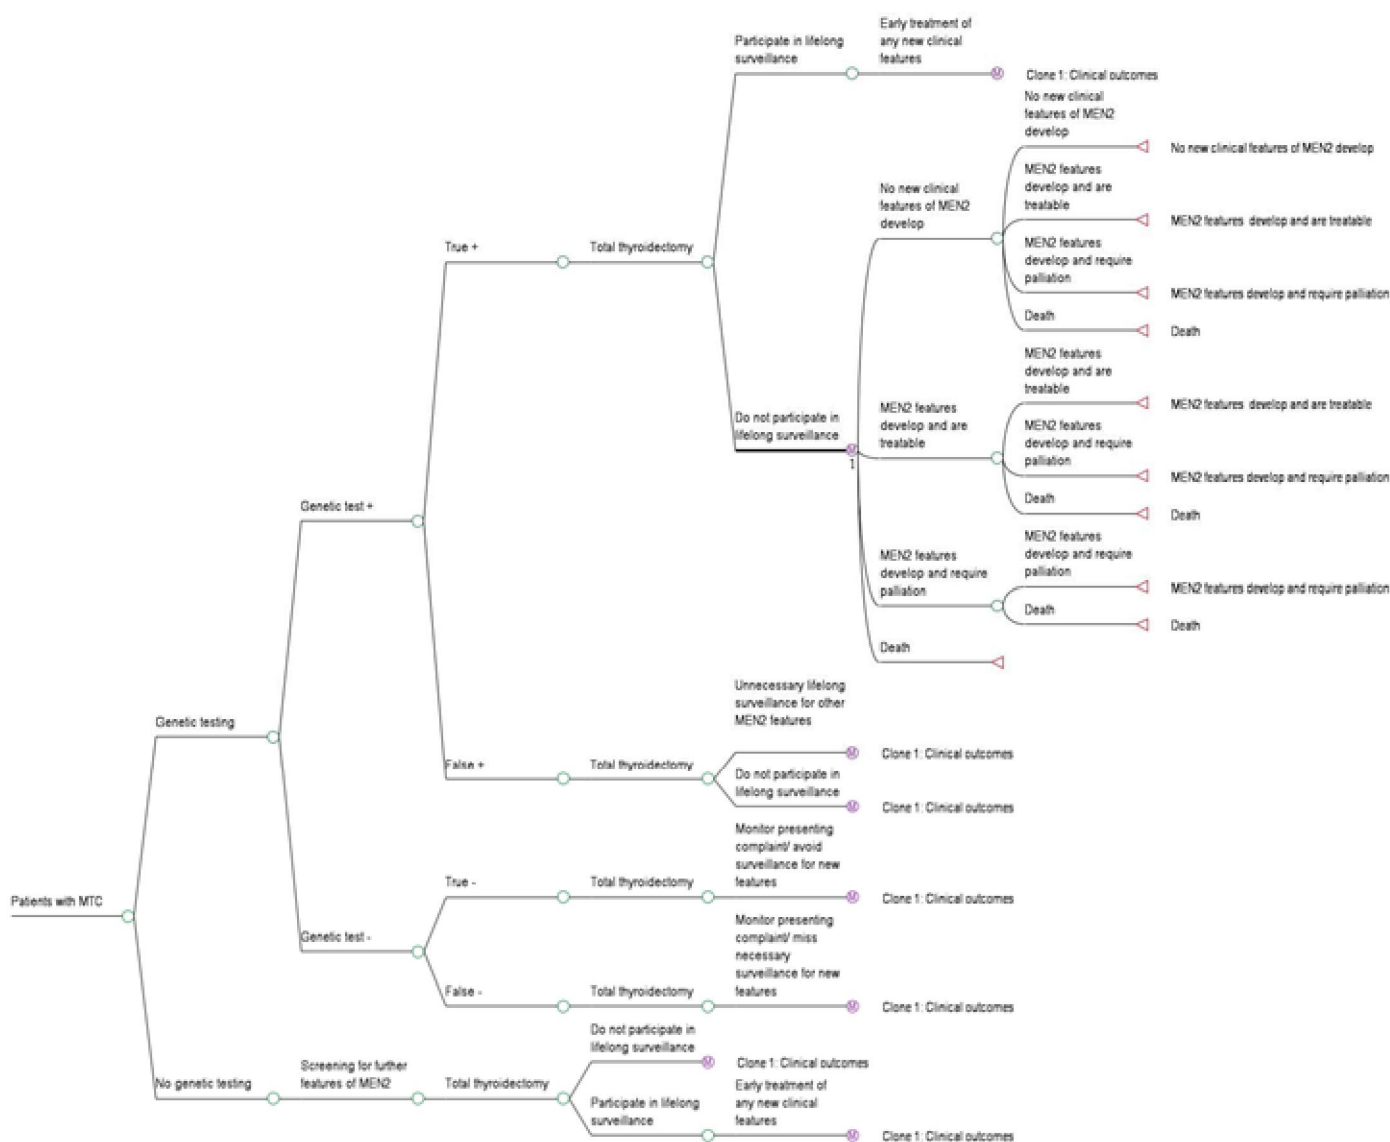 Participate in lifelong
surveillance
Early treatment of
any new clinical
features
Clone 1: Clinical outcomes
No new clinical
features of MEN2
develop
No new clinical features of MEN2 develop
MEN2 features
develop and are
treatable
MEN2 features develop and are treatable
No new clinical
features of MEN2
develop
MEN2 features
develop and require
palliation
MEN2 features develop and require palliation
Death
Death
True +
Total thyroidectomy
MEN2 features
develop and are
treatable
MEN2 features develop and are treatable
Do not participate in
lifelong surveillance
1
MEN2 features
develop and are
treatable
MEN2 features
develop and require
palliation
MEN2 features develop and require palliation
Death
Death
Genetic test +
MEN2 features
develop and require
palliation
MEN2 features
develop and require
palliation
MEN2 features develop and require palliation
Death
Death
Death
Genetic testing
Unnecessary lifelong
surveillance for other
MEN2 features
Clone 1: Clinical outcomes
False +
Total thyroidectomy
Do not participate in
lifelong surveillance
Clone 1: Clinical outcomes
Monitor presenting
complaint/ avoid
surveillance for new
features
True -
Total thyroidectomy
Clone 1: Clinical outcomes
Patients with MTC
Genetic test -
Monitor presenting
complaint/ miss
necessary
surveillance for new
features
False -
Total thyroidectomy
Clone 1: Clinical outcomes
Do not participate in
lifelong surveillance
Clone 1: Clinical outcomes
No genetic testing
Screening for further
features of MEN2
Total thyroidectomy
Participate in lifelong
surveillance
Early treatment of
any new clinical
features
Clone 1: Clinical outcomes